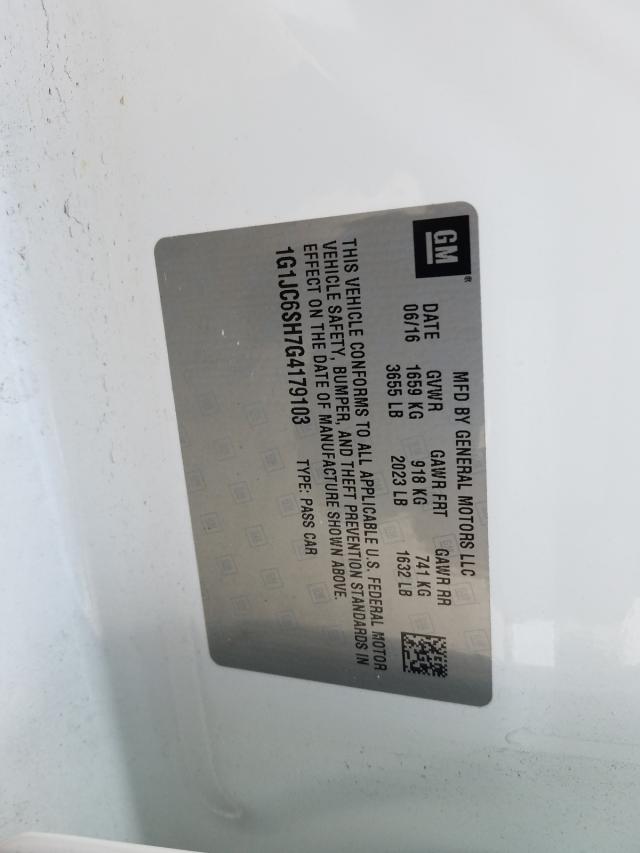 GM®
MFD BY GENERAL MOTORS LLC
DATE GVWR GAWR FRT GAWR RR
06/16 1659 KG 918 KG 741 KG
3655 LB 2023 LB 1632 LB
THIS VEHICLE CONFORMS TO ALL APPLICABLE U.S. FEDERAL MOTOR
VEHICLE SAFETY, BUMPER, AND THEFT PREVENTION STANDARDS IN
EFFECT ON THE DATE OF MANUFACTURE SHOWN ABOVE.
1G1JC6SH7G4179103 TYPE: PASS CAR